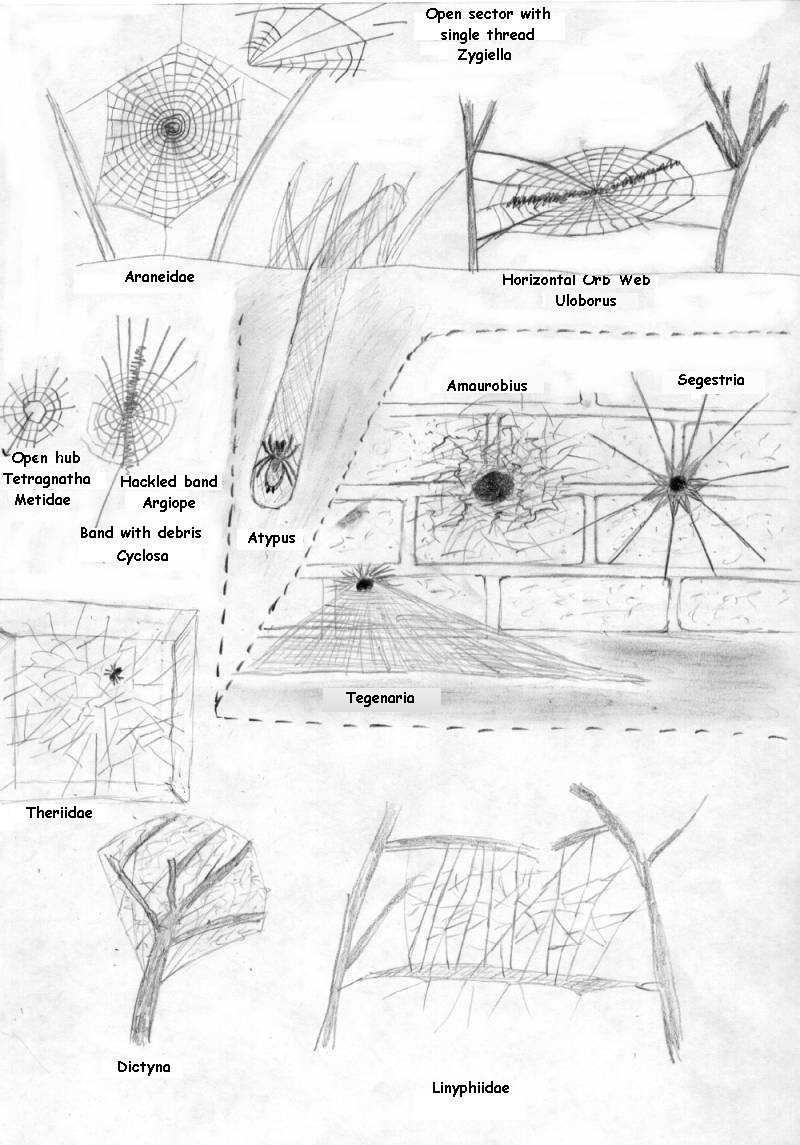 Open sector with
single thread
Zygiella
Araneidae
Horizontal Orb Web
Uloborus
Amaurobius
Segestria
Open hub
Tetragnatha
Metidae
Hackled band
Argiope
Band with debris
Cyclosa
Atypus
Tegenaria
Theriidae
Dictyna
Linyphiidae